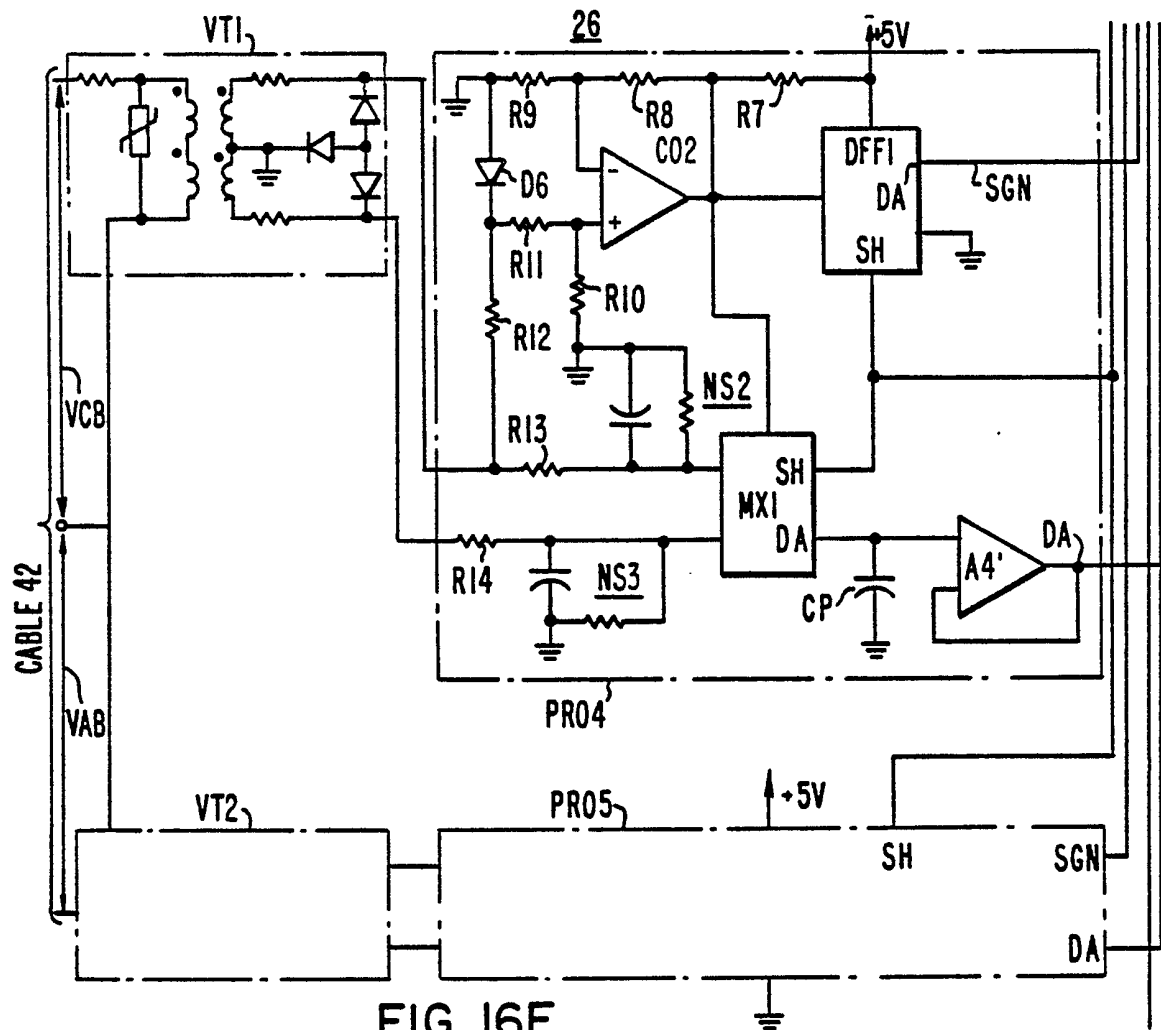 VT1
26
+5V
R9
R8
R7
CO2
DFF1
DA
SGN
SH
D6
-
+
R11
R10
R12
NS2
R13
SH
MX1
DA
VCB
CABLE 42
R14
NS3
CP
A4'
DA
VAB
PRO4
VT2
PRO5
+5V
SH
SGN
DA
FIG. 16E